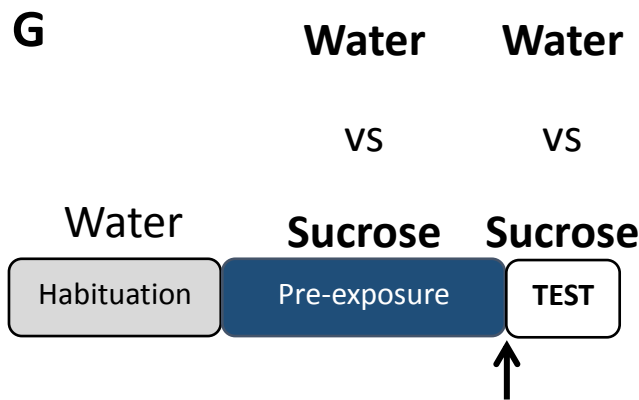 G
Water Water
vs vs
Water
Sucrose Sucrose
Habituation Pre-exposure TEST